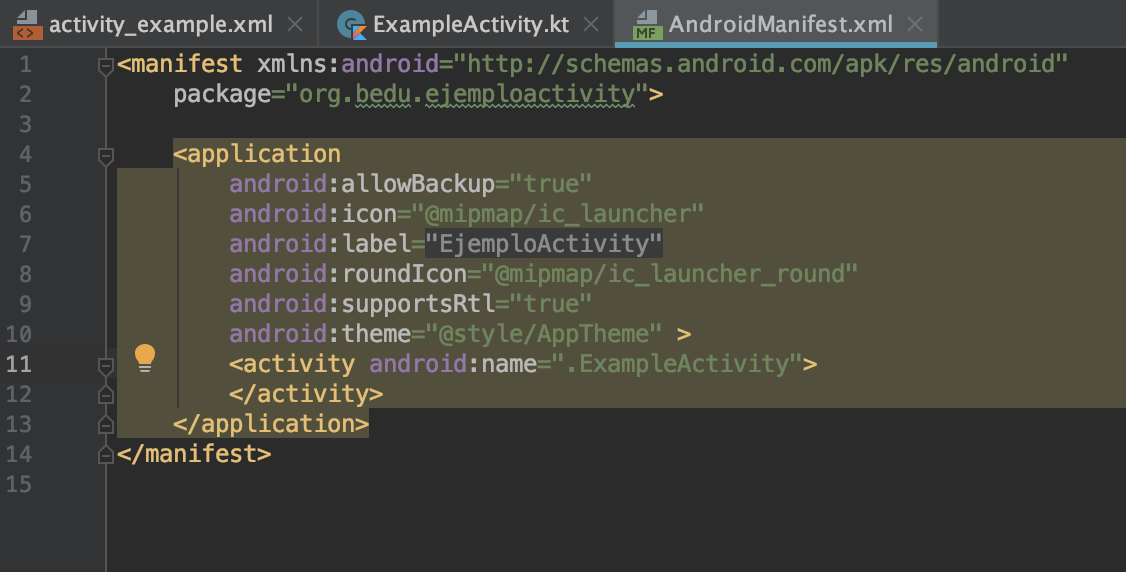 activity_example.xml ExampleActivity.kt MF AndroidManifest.xml
1 <manifest xmlns:android="http://schemas.android.com/apk/res/android"
2 package="org.bedu.ejemploactivity">
3
4 <application
5 android:allowBackup="true"
6 android:icon="@mipmap/ic_launcher"
7 android:label="EjemploActivity"
8 android:roundIcon="@mipmap/ic_launcher_round"
9 android:supportsRtl="true"
10 android:theme="@style/AppTheme" >
11 <activity android:name=".ExampleActivity">
12 </activity>
13 </application>
14 </manifest>
15